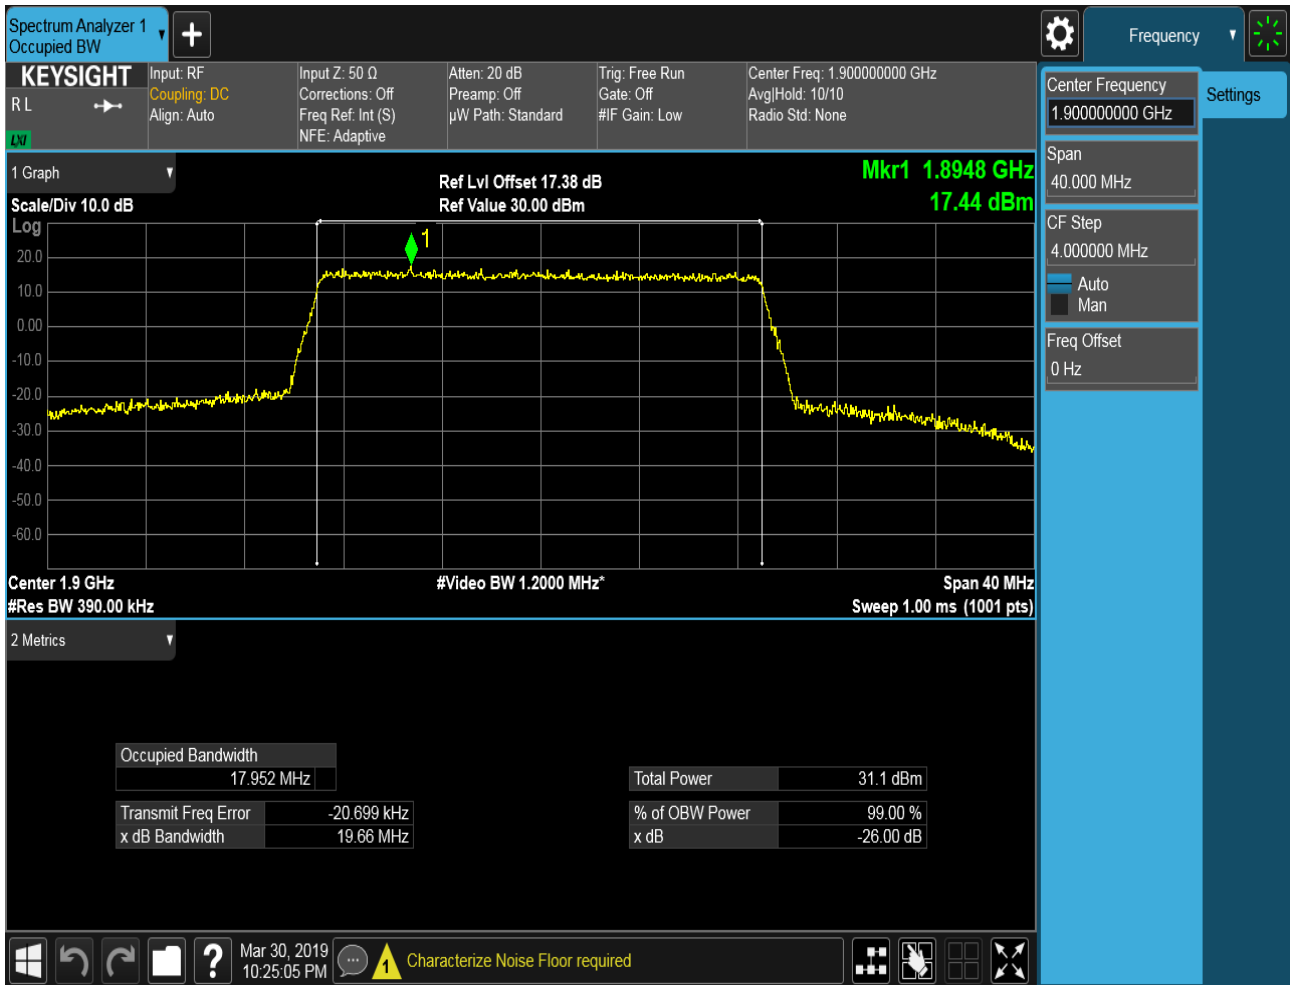 Spectrum Analyzer 1
Occupied BW
Frequency
KEYSIGHT
R L
LXI
Input: RF
Coupling: DC
Align: Auto
Input Z: 50 Ω
Corrections: Off
Freq Ref: Int (S)
NFE: Adaptive
Atten: 20 dB
Preamp: Off
µW Path: Standard
Trig: Free Run
Gate: Off
#IF Gain: Low
Center Freq: 1.900000000 GHz
Avg|Hold: 10/10
Radio Std: None
Center Frequency
1.900000000 GHz
Settings
Span
40.000 MHz
CF Step
4.000000 MHz
Auto
Man
Freq Offset
0 Hz
1 Graph
Scale/Div 10.0 dB
Ref Lvl Offset 17.38 dB
Ref Value 30.00 dBm
Mkr1 1.8948 GHz
17.44 dBm
Log
1
20.0
10.0
0.00
-10.0
-20.0
-30.0
-40.0
-50.0
-60.0
Center 1.9 GHz
#Video BW 1.2000 MHz*
Span 40 MHz
#Res BW 390.00 kHz
Sweep 1.00 ms (1001 pts)
2 Metrics
Occupied Bandwidth
17.952 MHz
Total Power 31.1 dBm
Transmit Freq Error -20.699 kHz
% of OBW Power 99.00 %
x dB Bandwidth 19.66 MHz
x dB -26.00 dB
?
Mar 30, 2019
10:25:05 PM
1
Characterize Noise Floor required